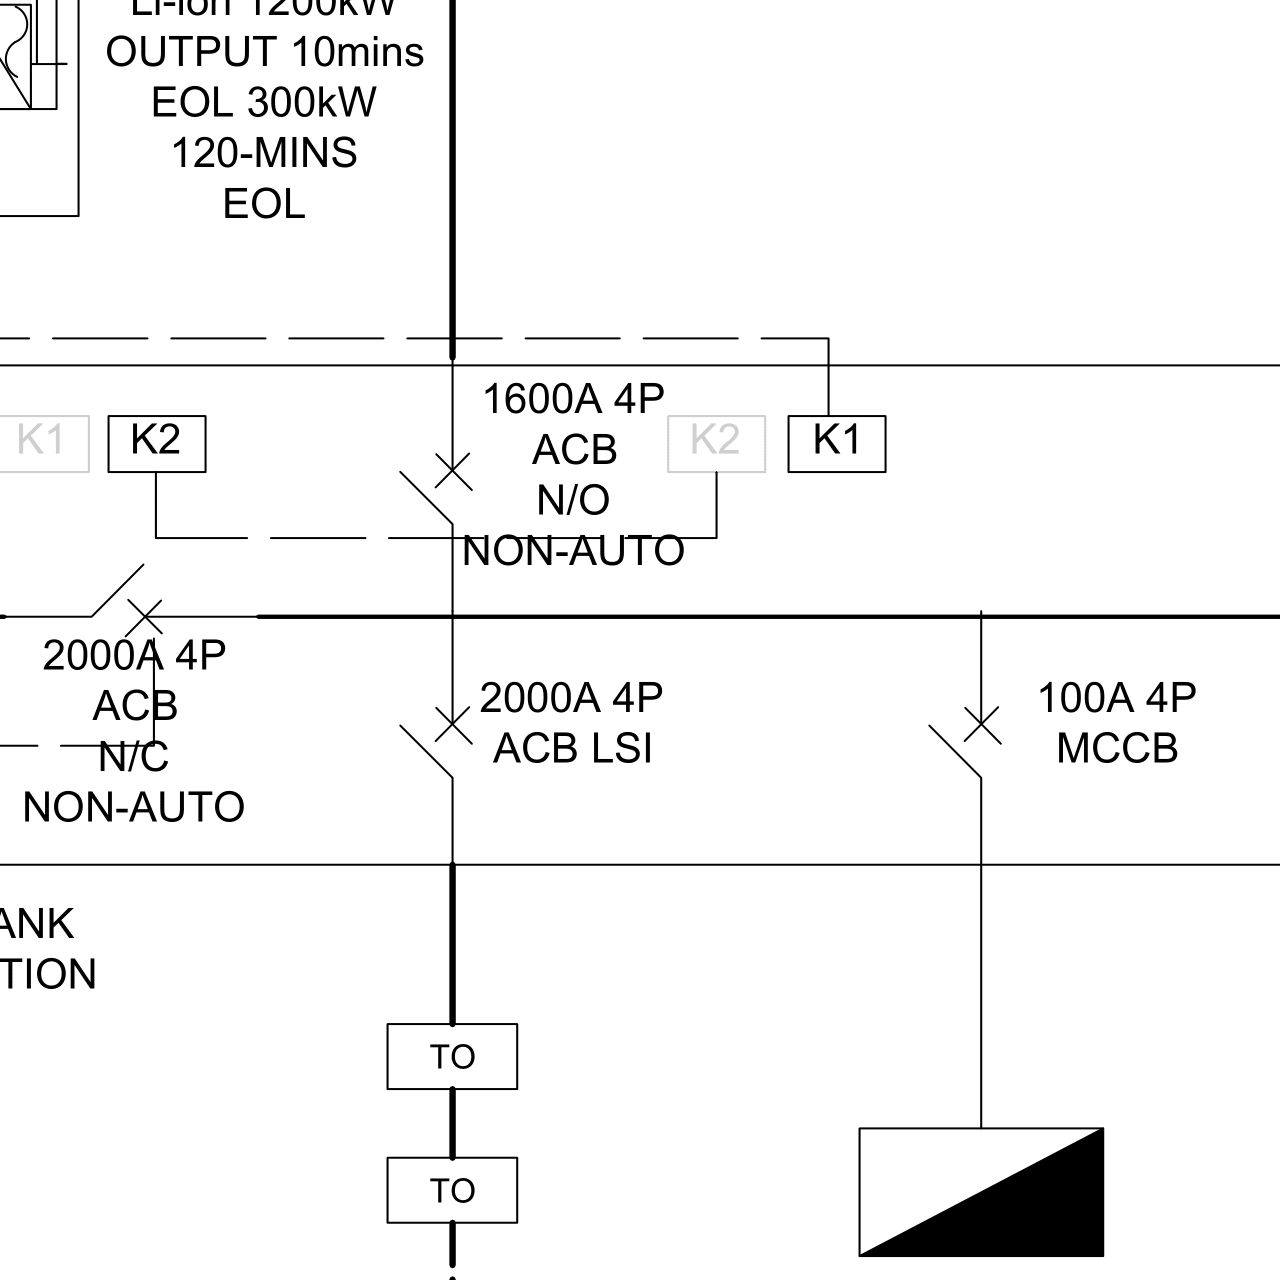 Li-ion 1200kW
OUTPUT 10mins
EOL 300kW
120-MINS
EOL
K1
K2
1600A 4P
ACB
N/O
NON-AUTO
K2
K1
2000A 4P
ACB
N/C
NON-AUTO
2000A 4P
ACB LSI
100A 4P
MCCB
ANK
TION
TO
TO